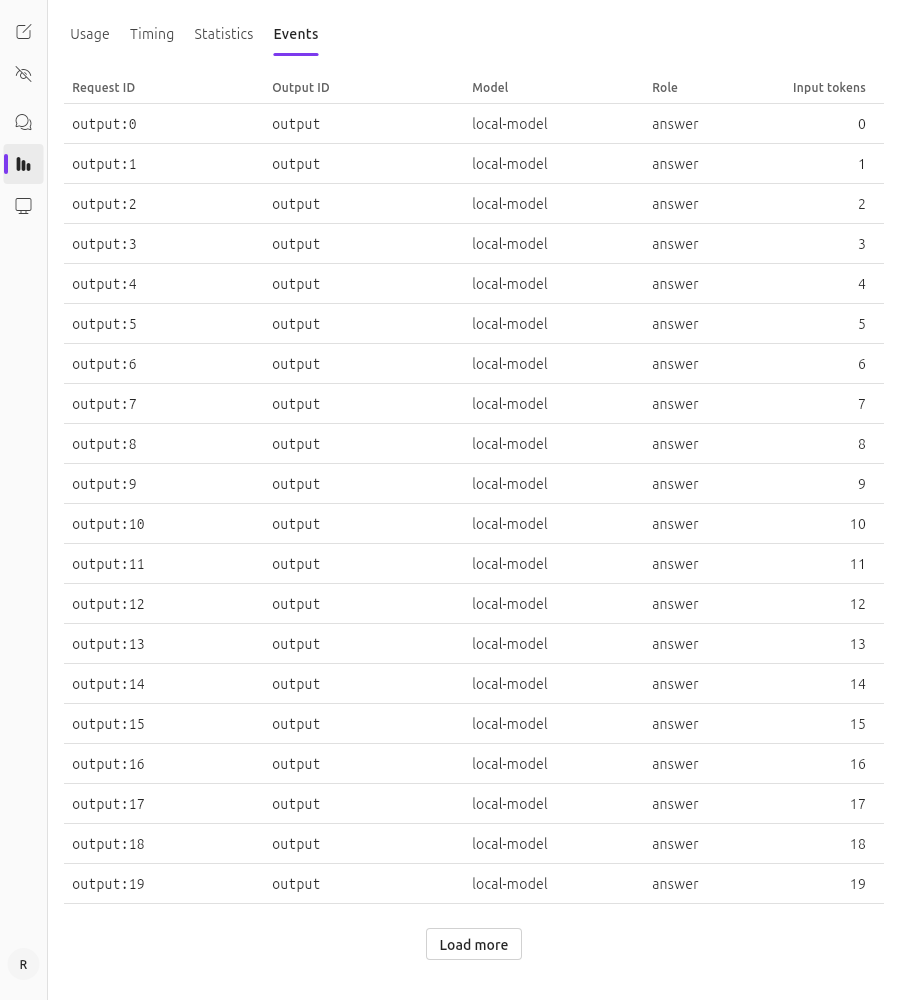 Usage Timing Statistics Events
Request ID Output ID Model Role Input tokens
output:0 output local-model answer 0
output:1 output local-model answer 1
output:2 output local-model answer 2
output:3 output local-model answer 3
output:4 output local-model answer 4
output:5 output local-model answer 5
output:6 output local-model answer 6
output:7 output local-model answer 7
output:8 output local-model answer 8
output:9 output local-model answer 9
output:10 output local-model answer 10
output:11 output local-model answer 11
output:12 output local-model answer 12
output:13 output local-model answer 13
output:14 output local-model answer 14
output:15 output local-model answer 15
output:16 output local-model answer 16
output:17 output local-model answer 17
output:18 output local-model answer 18
output:19 output local-model answer 19
Load more
R